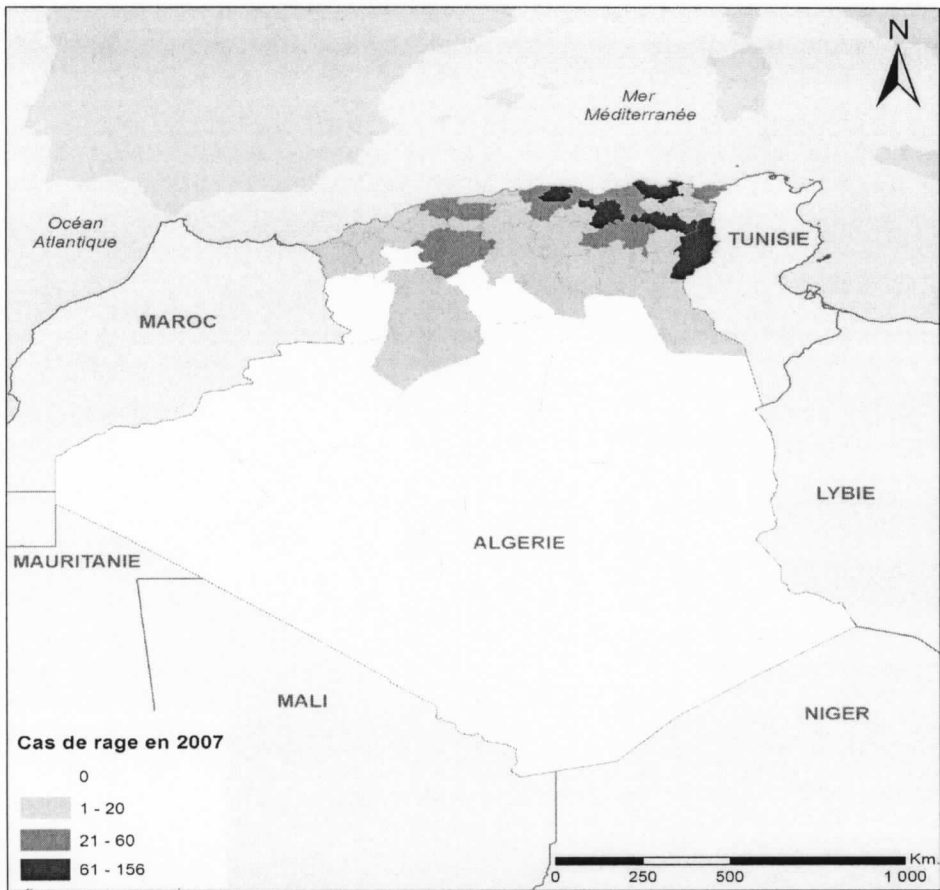 N
Mer
Méditerranée
Océan
Atlantique
TUNISIE
MAROC
LYBIE
ALGERIE
MAURITANIE
MALI
NIGER
Cas de rage en 2007
0
1 - 20
21 - 60
61 - 156
Km.
0 250 500 1 000